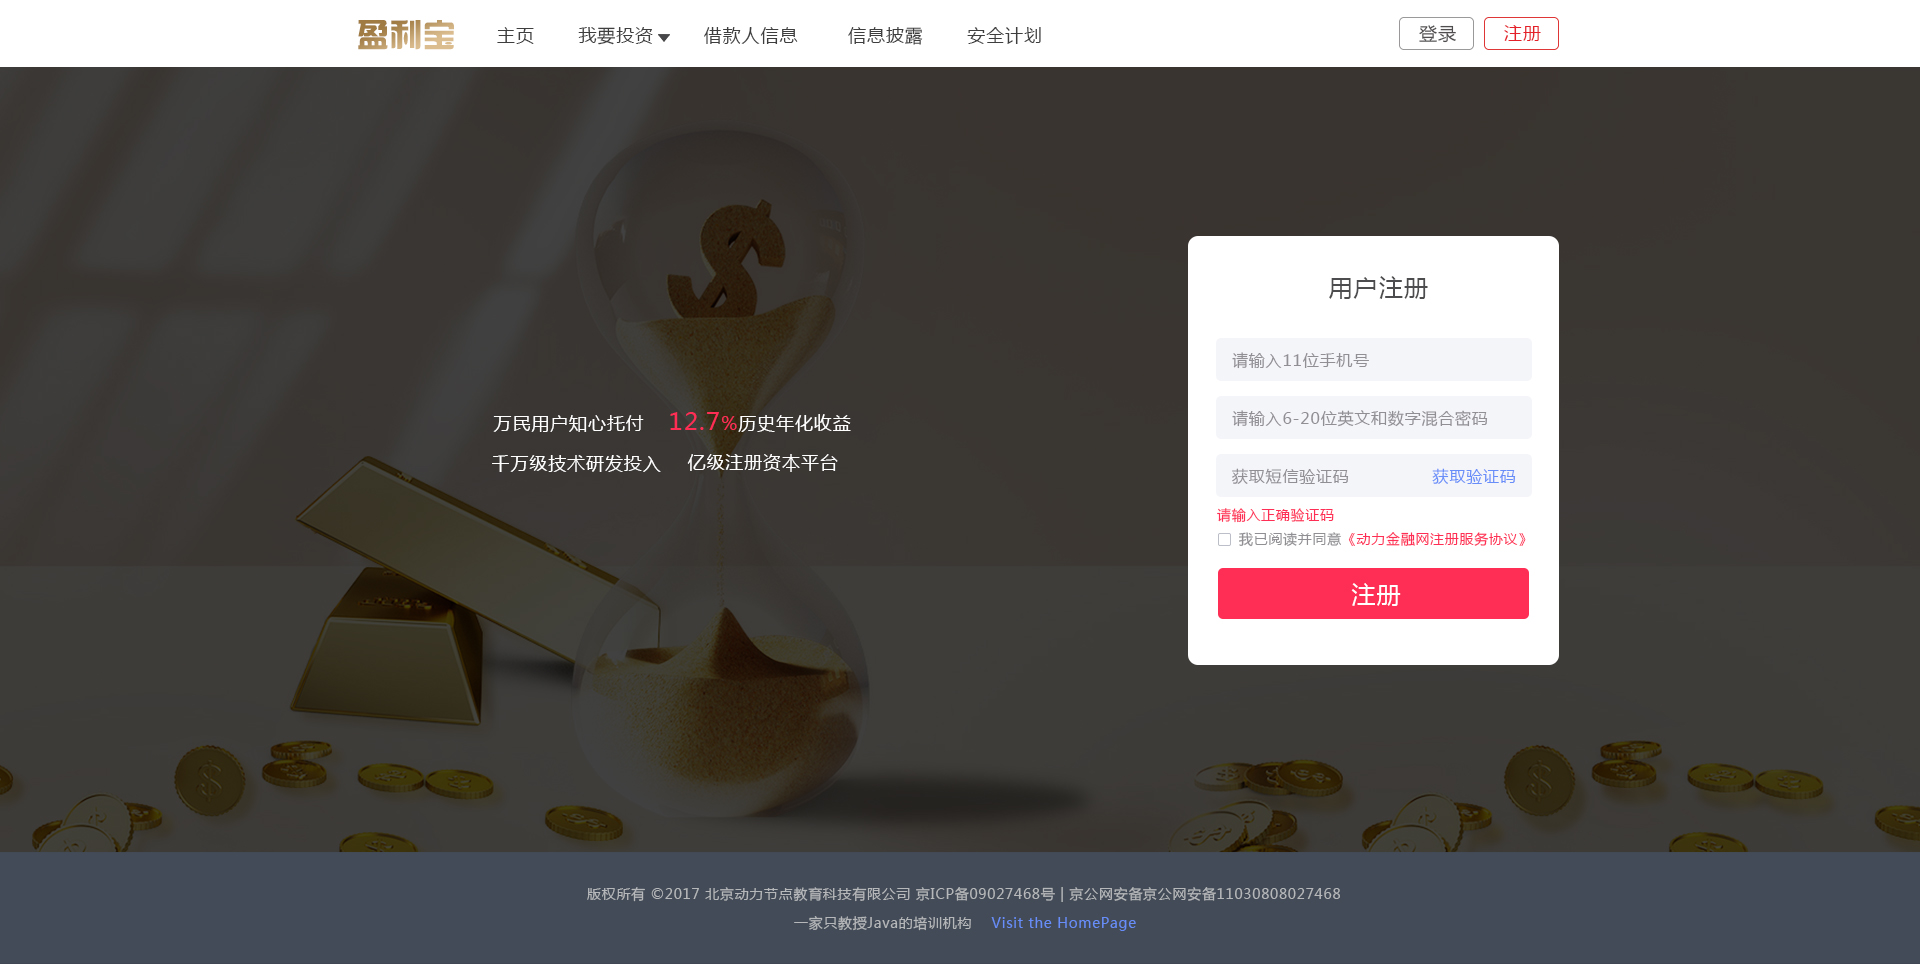 盈利宝 主页 我要投资 借款人信息 信息披露 安全计划 登录 注册
用户注册
请输入11位手机号
请输入6-20位英文和数字混合密码
获取短信验证码 获取验证码
请输入正确验证码
我已阅读并同意《动力金融网注册服务协议》
注册
万民用户知心托付 12.7%历史年化收益
千万级技术研发投入 亿级注册资本平台
版权所有 ©2017 北京动力节点教育科技有限公司 京ICP备09027468号 | 京公网安备京公网安备11030808027468
一家只教授Java的培训机构 Visit the HomePage